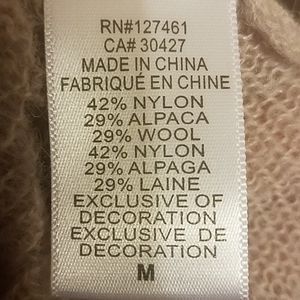 RN#127461
CA# 30427
MADE IN CHINA
FABRIQUÉ EN CHINE
42% NYLON
29% ALPACA
29% WOOL
42% NYLON
29% ALPAGA
29% LAINE
EXCLUSIVE OF
DECORATION
EXCLUSIVE DE
DECORATION
M